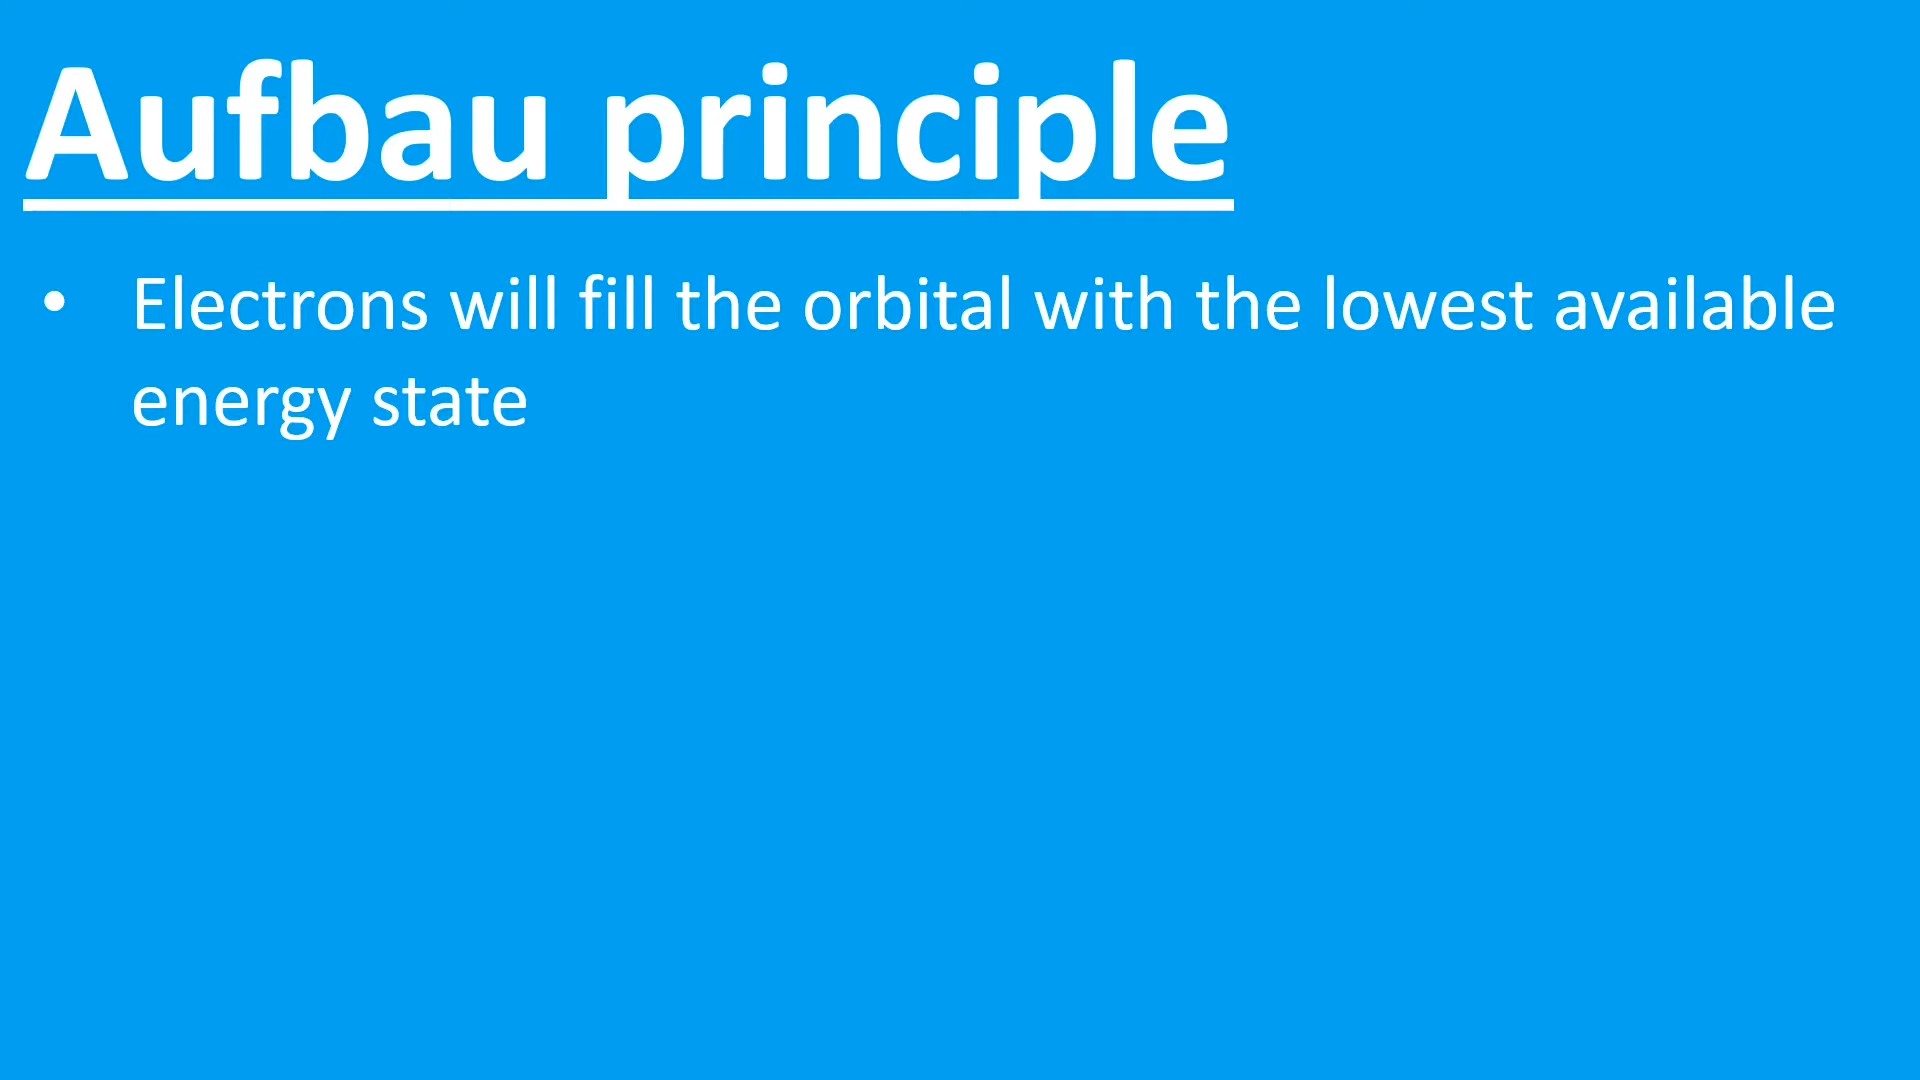 Aufbau principle
• Electrons will fill the orbital with the lowest available
energy state